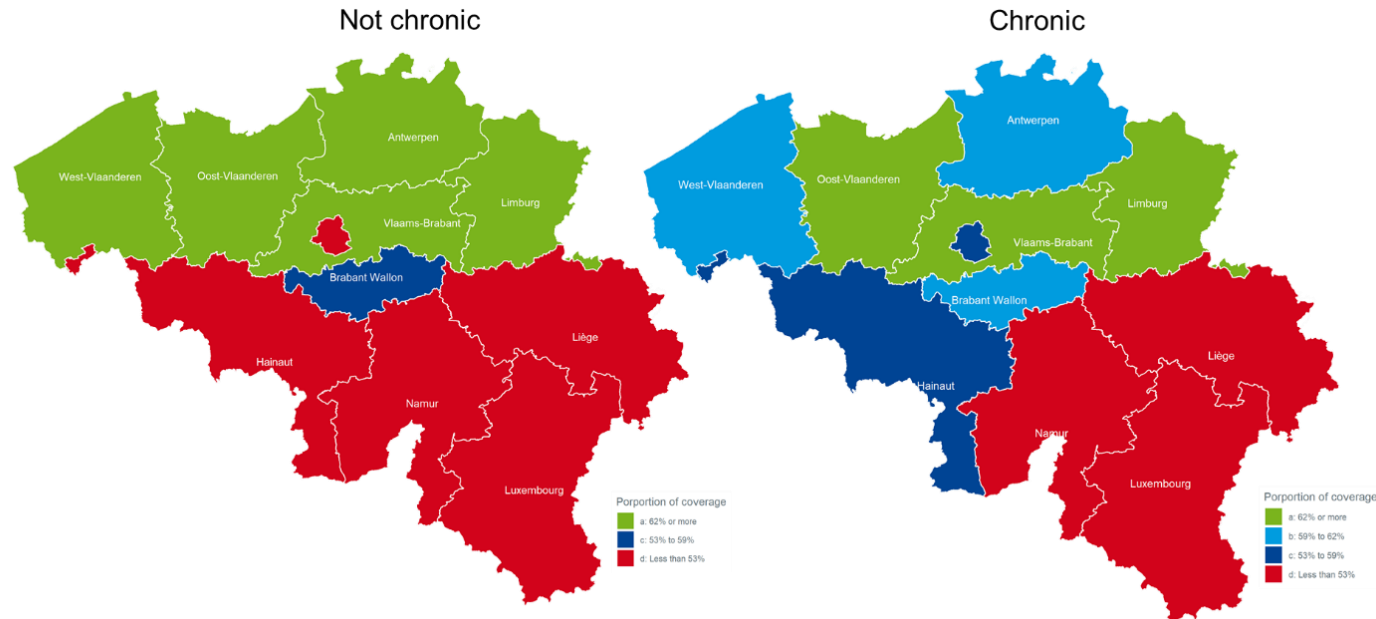 Not chronic
Antwerpen
West-Vlaanderen
Oost-Vlaanderen
Limburg
Vlaams-Brabant
Brabant Wallon
Liège
Hainaut
Namur
Luxembourg
Porportion of coverage
a: 62% or more
c: 53% to 59%
d: Less than 53%
Chronic
Antwerpen
West-Vlaanderen
Oost-Vlaanderen
Limburg
Vlaams-Brabant
Brabant Wallon
Liège
Hainaut
Namur
Luxembourg
Porportion of coverage
a: 62% or more
b: 59% to 62%
c: 53% to 59%
d: Less than 53%